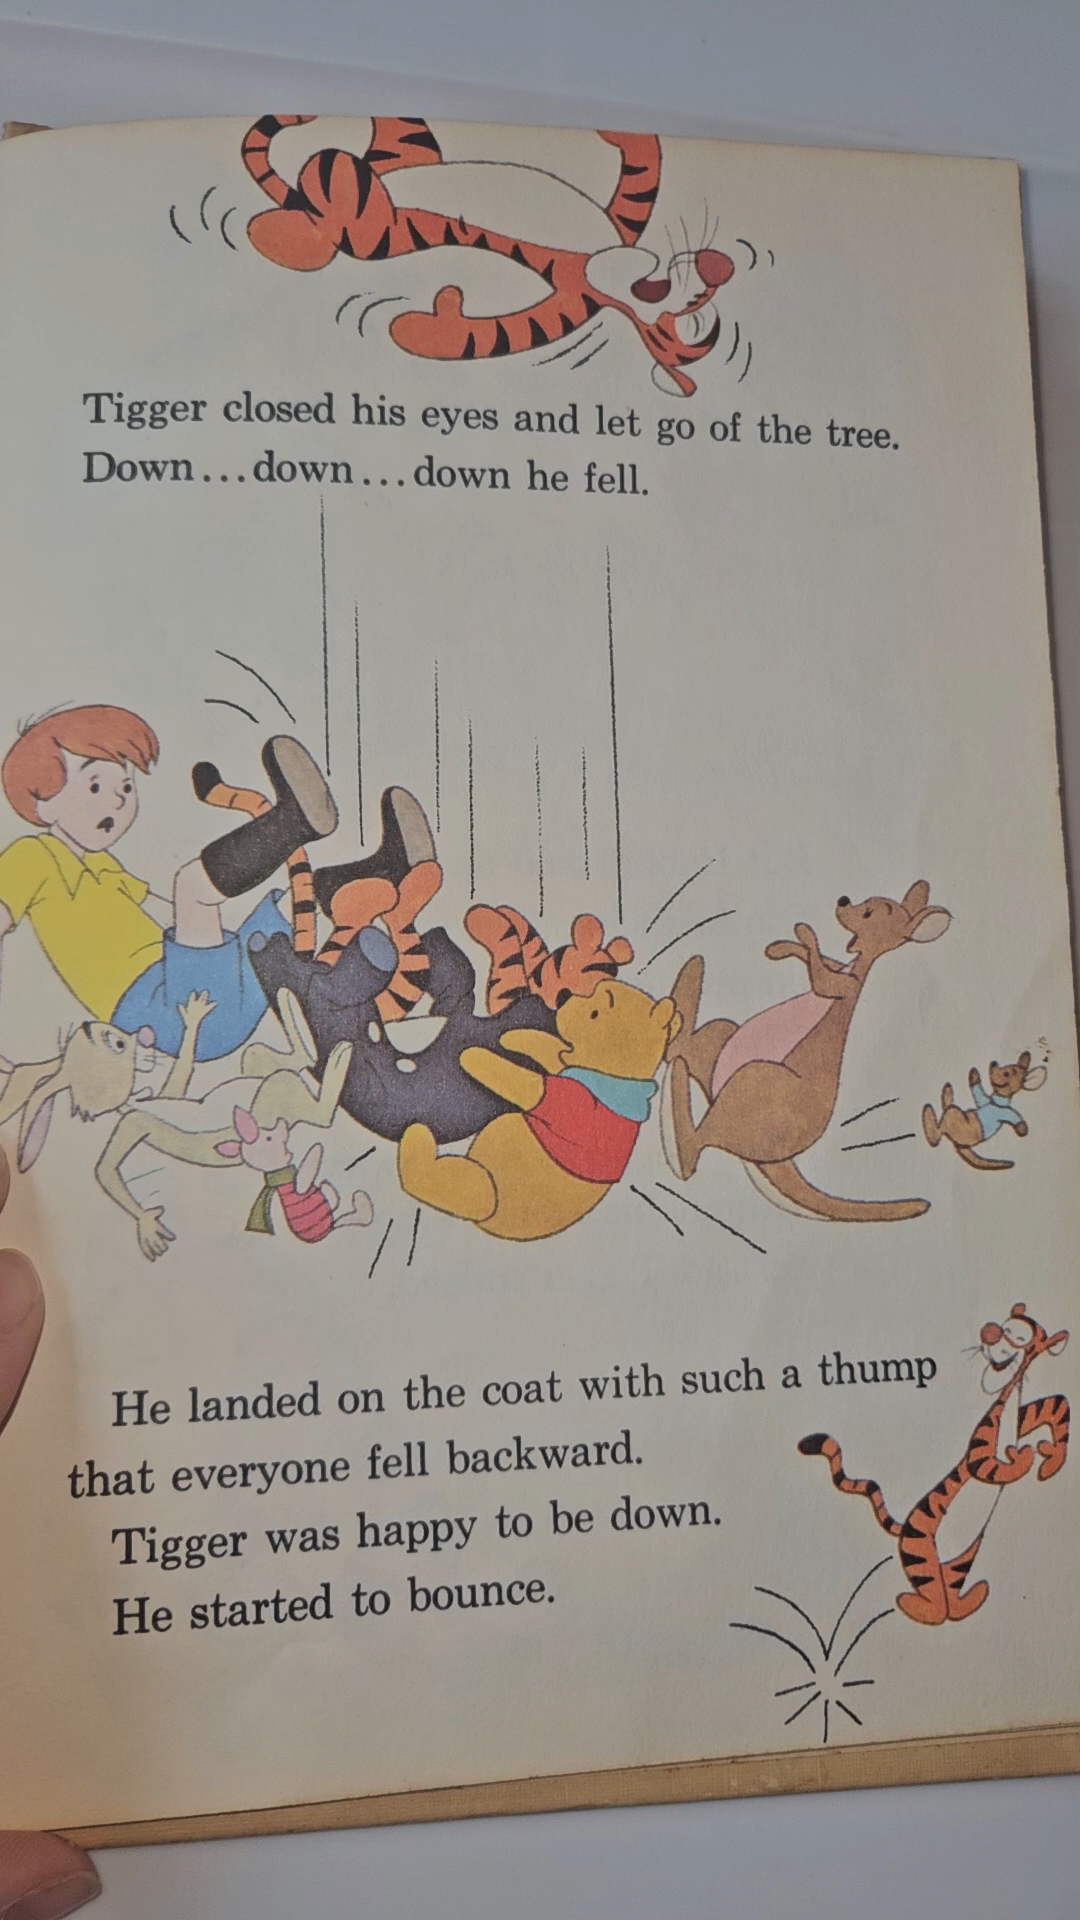 Tigger closed his eyes and let go of the tree.
Down...down...down he fell.
He landed on the coat with such a thump
that everyone fell backward.
Tigger was happy to be down.
He started to bounce.